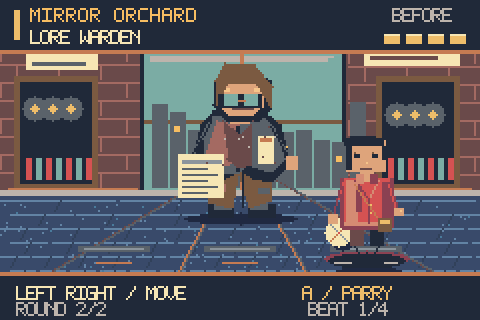 MIRROR ORCHARD
BEFORE
LORE WARDEN
LEFT RIGHT / MOVE
A / PARRY
ROUND 2/2
BEAT 1/4